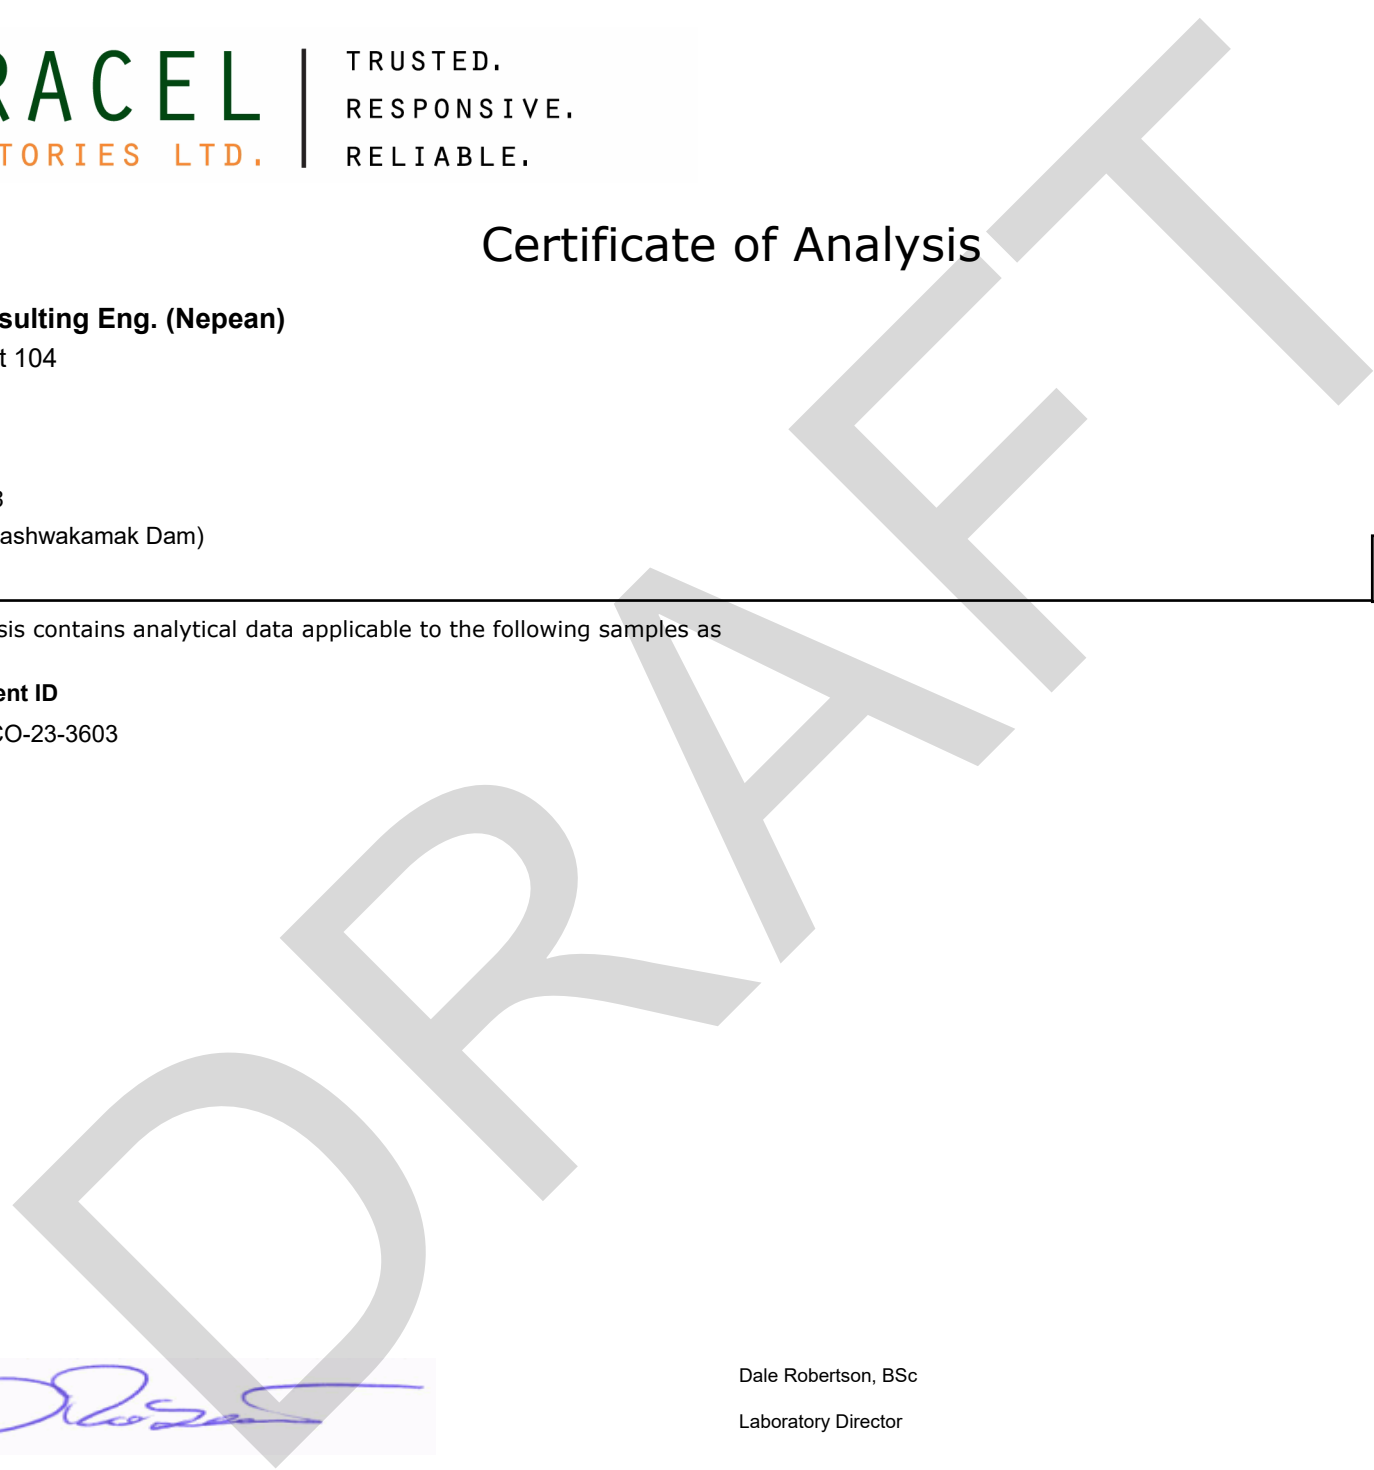 RACEL
TORIES LTD.
TRUSTED.
RESPONSIVE.
RELIABLE.
Certificate of Analysis
sulting Eng. (Nepean)
t 104
ashwakamak Dam)
sis contains analytical data applicable to the following samples as
ent ID
CO-23-3603
DRAFT
Dale Robertson, BSc
Laboratory Director